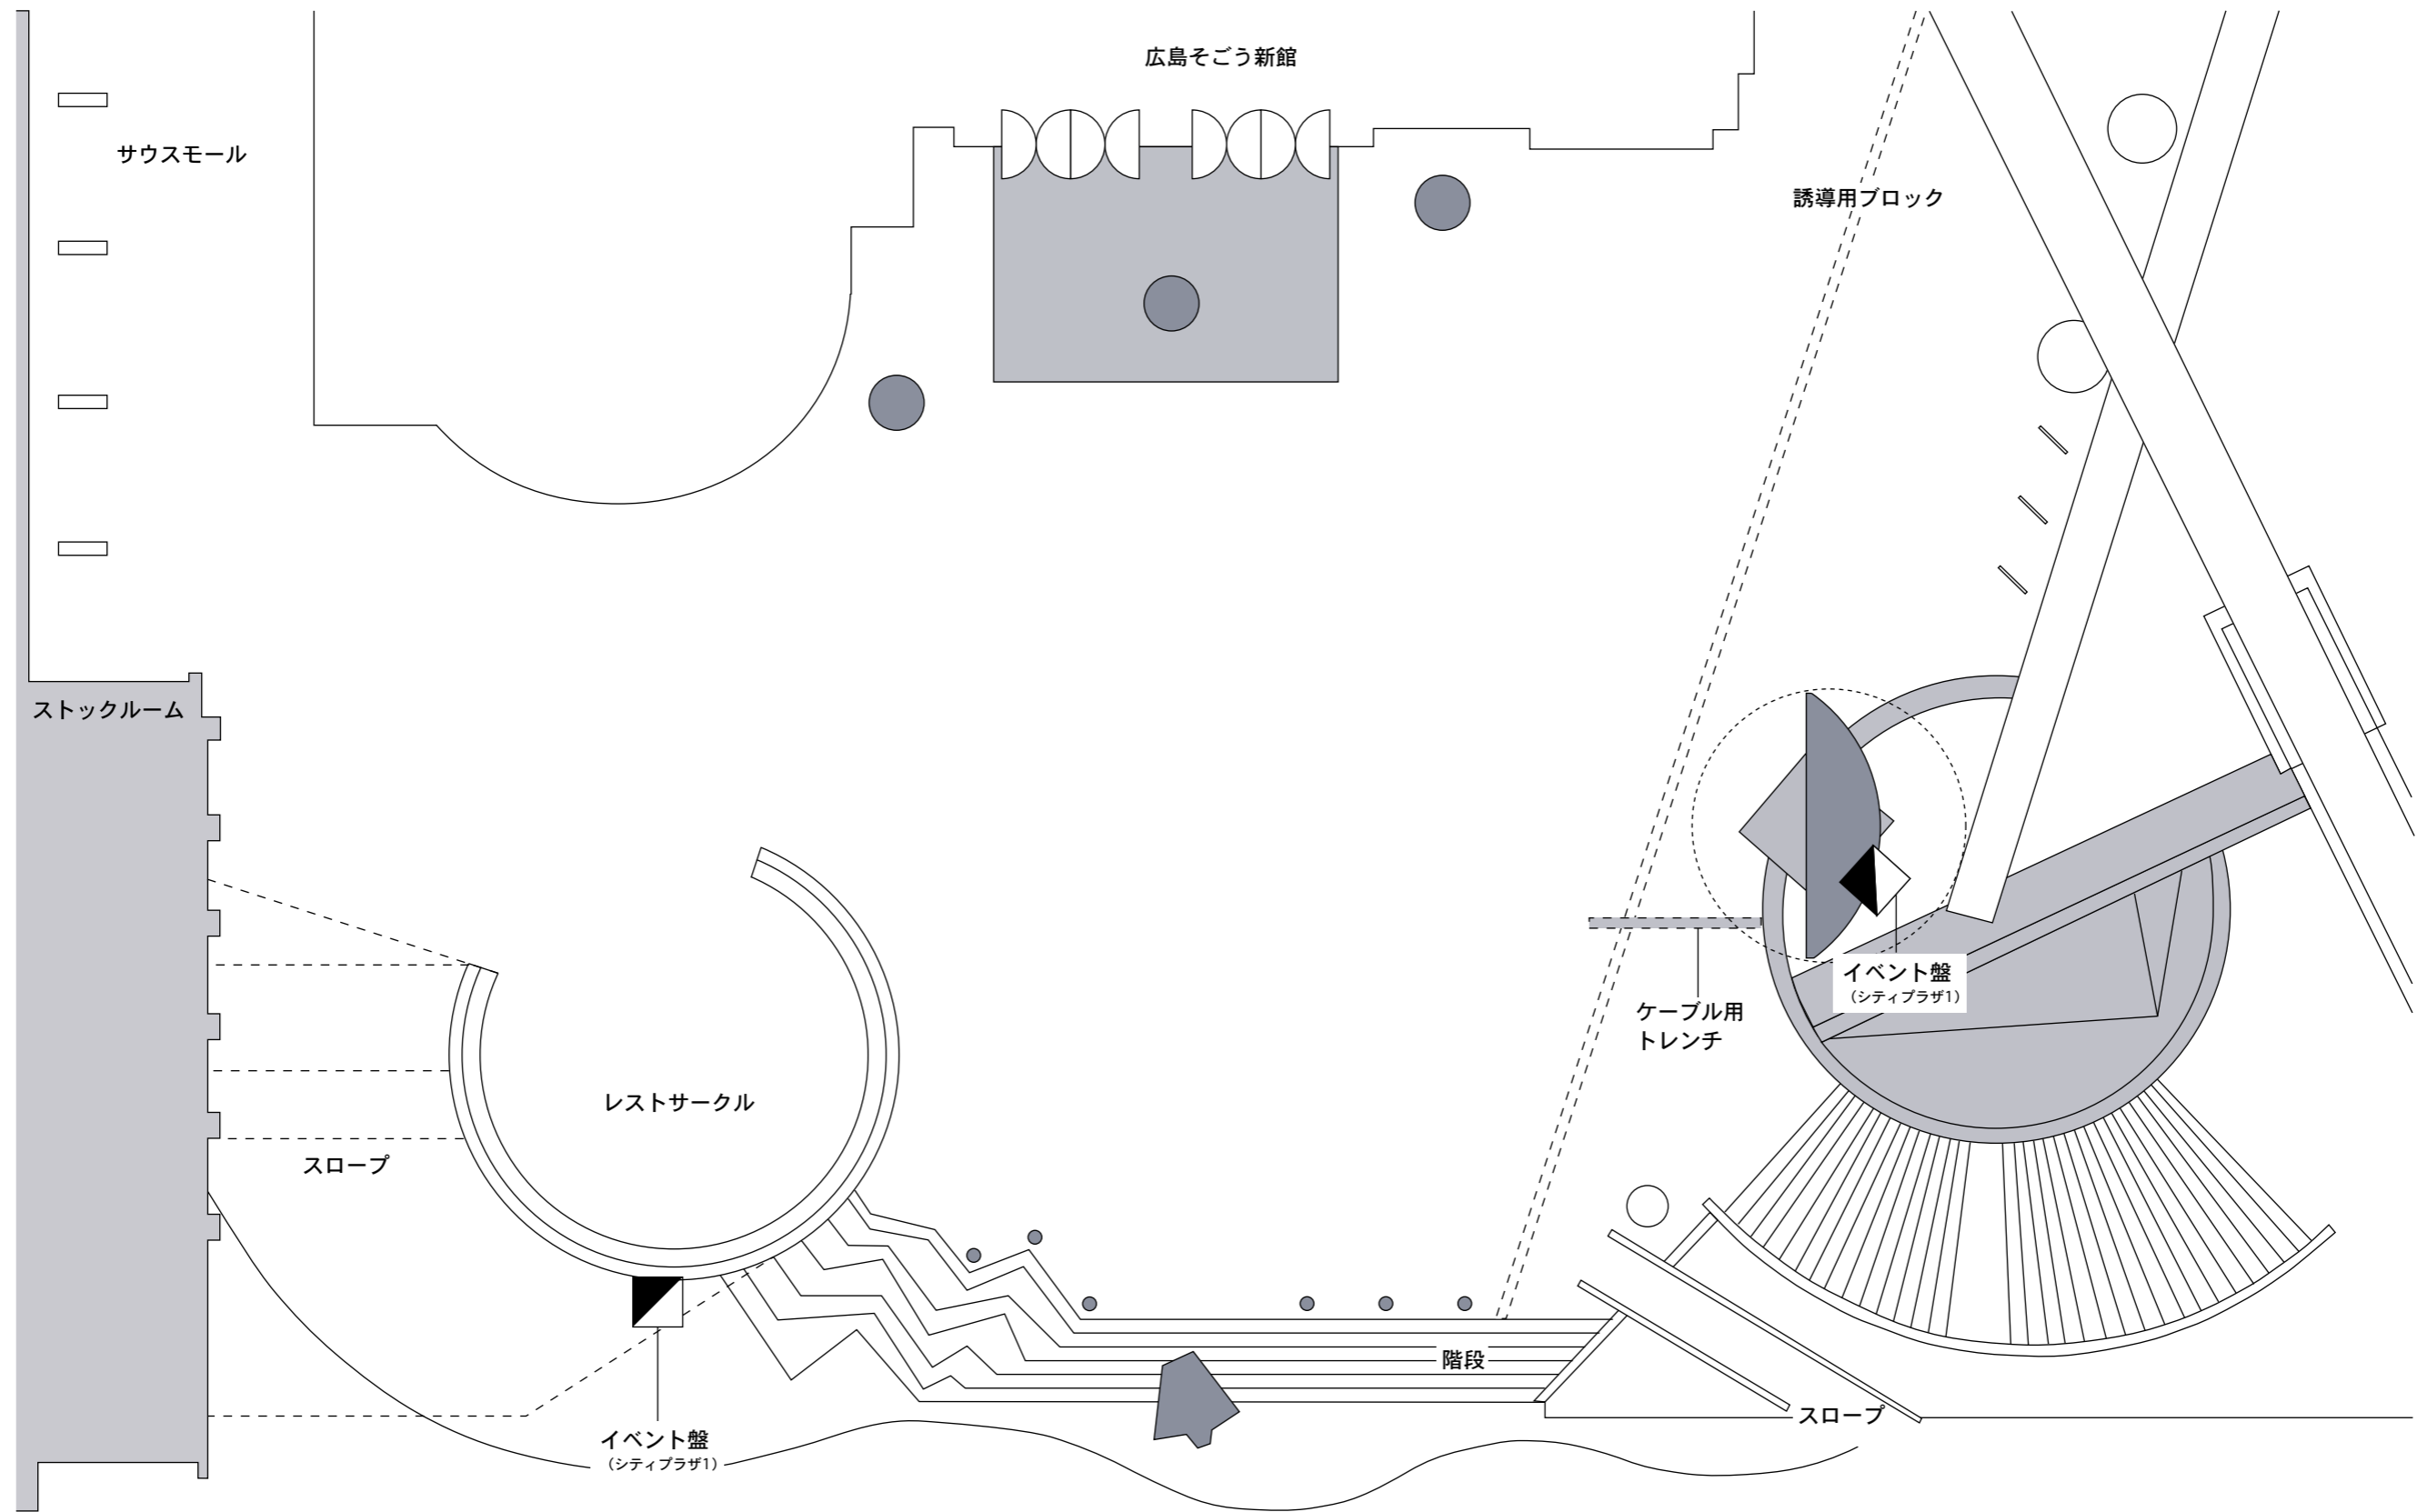 広島そごう新館
サウスモール
誘導用ブロック
ストックルーム
イベント盤
（シティプラザ1）
ケーブル用
トレンチ
レストサークル
スロープ
階段
スロープ
イベント盤
（シティプラザ1）